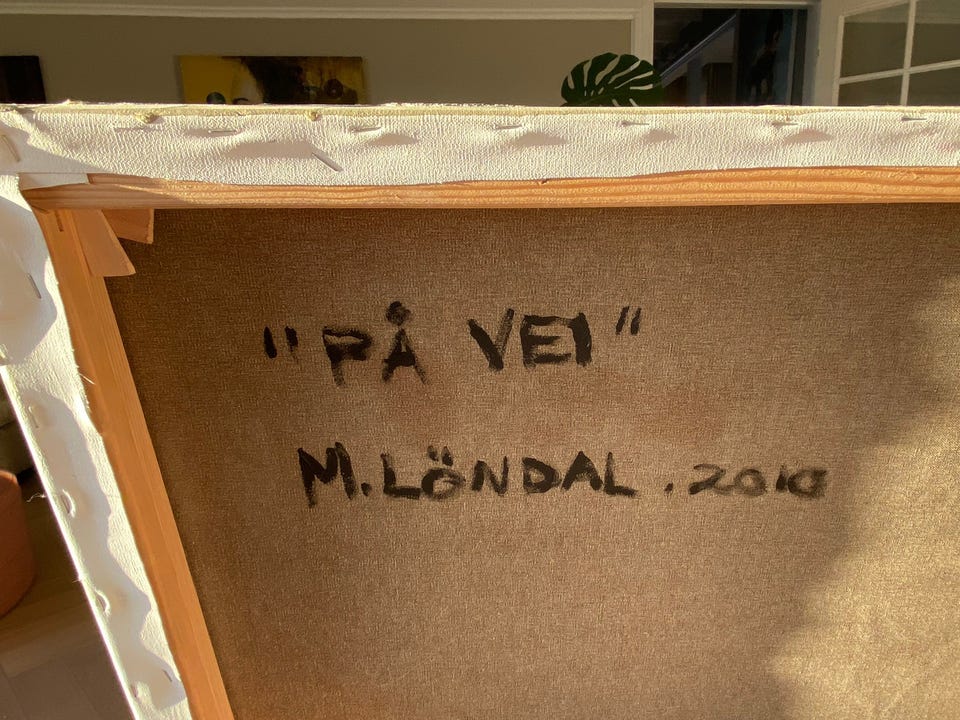 "PÅ VEI"
M. LÖNDAL. 2010